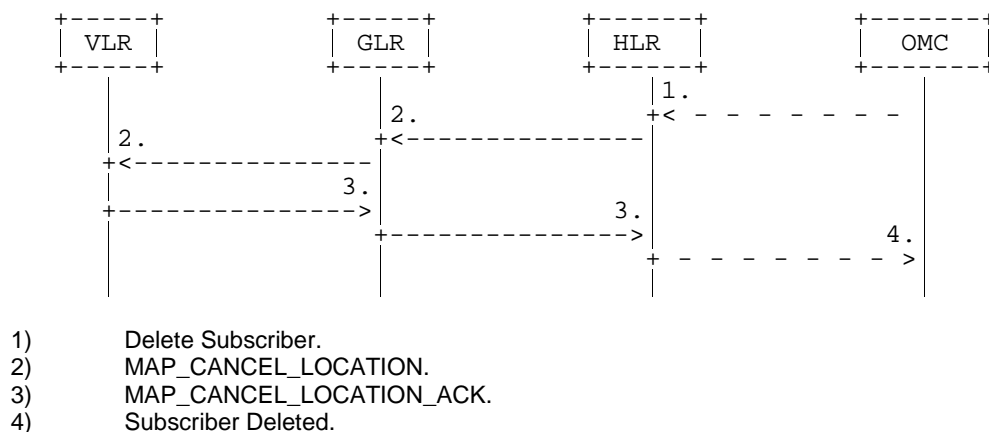 VLR GLR HLR OMC
1.
2.
2.
3.
3.
4.
1) Delete Subscriber.
2) MAP_CANCEL_LOCATION.
3) MAP_CANCEL_LOCATION_ACK.
4) Subscriber Deleted.